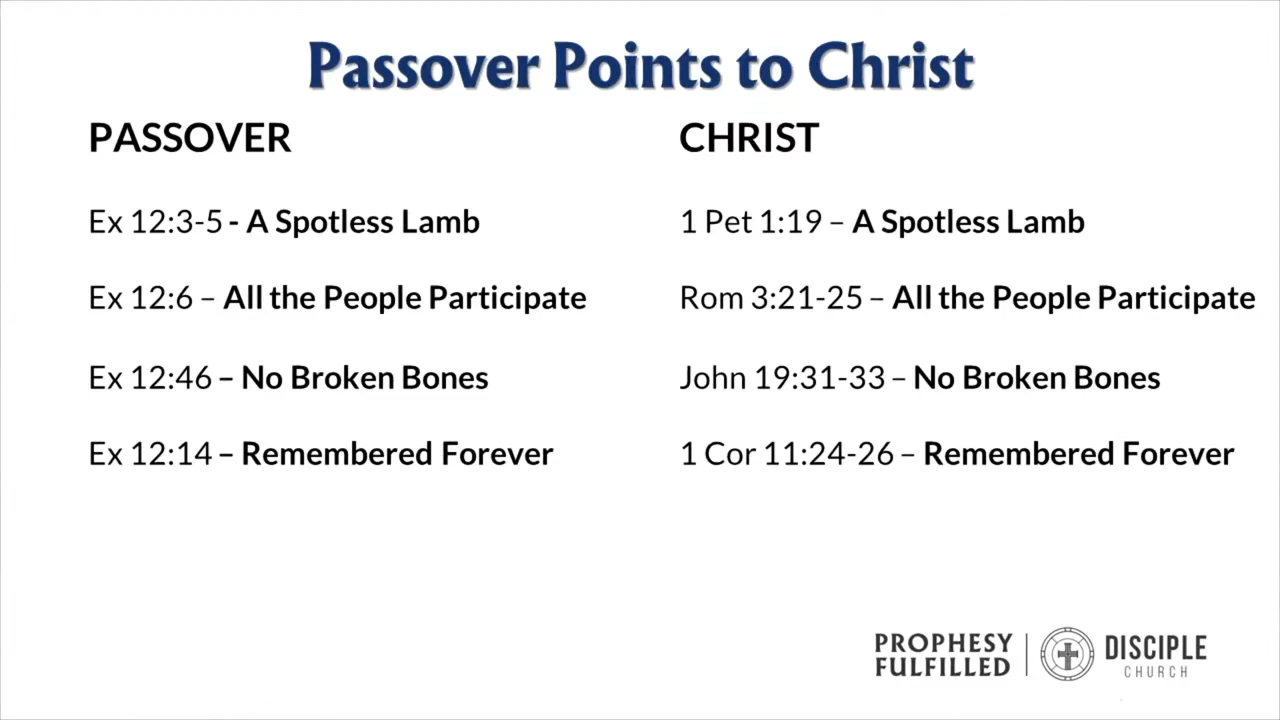 Passover Points to Christ
PASSOVER
CHRIST
Ex 12:3-5 - A Spotless Lamb
1 Pet 1:19 – A Spotless Lamb
Ex 12:6 – All the People Participate
Rom 3:21-25 – All the People Participate
Ex 12:46 – No Broken Bones
John 19:31-33 – No Broken Bones
Ex 12:14 – Remembered Forever
1 Cor 11:24-26 – Remembered Forever
PROPHESY
FULFILLED
DISCIPLE
CHURCH